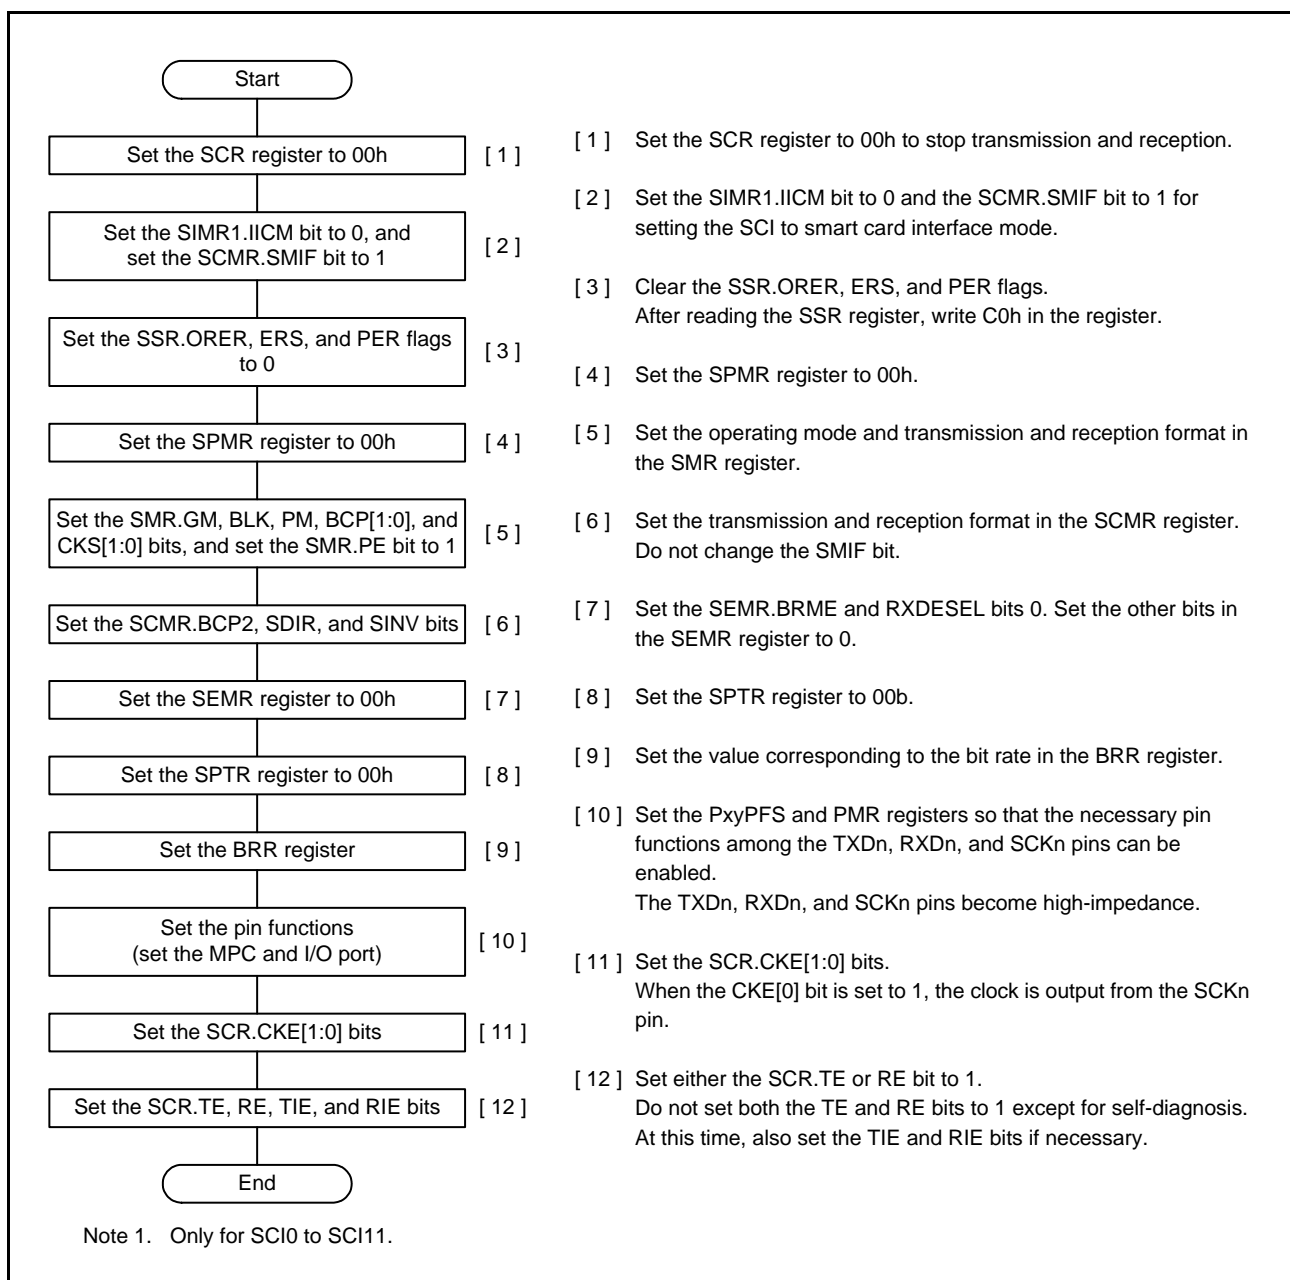 Start
Set the SCR register to 00h
[ 1 ]
Set the SIMR1.IICM bit to 0, and
set the SCMR.SMIF bit to 1
[ 2 ]
Set the SSR.ORER, ERS, and PER flags
to 0
[ 3 ]
Set the SPMR register to 00h
[ 4 ]
Set the SMR.GM, BLK, PM, BCP[1:0], and
CKS[1:0] bits, and set the SMR.PE bit to 1
[ 5 ]
Set the SCMR.BCP2, SDIR, and SINV bits
[ 6 ]
Set the SEMR register to 00h
[ 7 ]
Set the SPTR register to 00h
[ 8 ]
Set the BRR register
[ 9 ]
Set the pin functions
(set the MPC and I/O port)
[ 10 ]
Set the SCR.CKE[1:0] bits
[ 11 ]
Set the SCR.TE, RE, TIE, and RIE bits
[ 12 ]
End
[ 1 ] Set the SCR register to 00h to stop transmission and reception.
[ 2 ] Set the SIMR1.IICM bit to 0 and the SCMR.SMIF bit to 1 for
setting the SCI to smart card interface mode.
[ 3 ] Clear the SSR.ORER, ERS, and PER flags.
After reading the SSR register, write C0h in the register.
[ 4 ] Set the SPMR register to 00h.
[ 5 ] Set the operating mode and transmission and reception format in
the SMR register.
[ 6 ] Set the transmission and reception format in the SCMR register.
Do not change the SMIF bit.
[ 7 ] Set the SEMR.BRME and RXDESEL bits 0. Set the other bits in
the SEMR register to 0.
[ 8 ] Set the SPTR register to 00b.
[ 9 ] Set the value corresponding to the bit rate in the BRR register.
[ 10 ] Set the PxyPFS and PMR registers so that the necessary pin
functions among the TXDn, RXDn, and SCKn pins can be
enabled.
The TXDn, RXDn, and SCKn pins become high-impedance.
[ 11 ] Set the SCR.CKE[1:0] bits.
When the CKE[0] bit is set to 1, the clock is output from the SCKn
pin.
[ 12 ] Set either the SCR.TE or RE bit to 1.
Do not set both the TE and RE bits to 1 except for self-diagnosis.
At this time, also set the TIE and RIE bits if necessary.
Note 1. Only for SCI0 to SCI11.